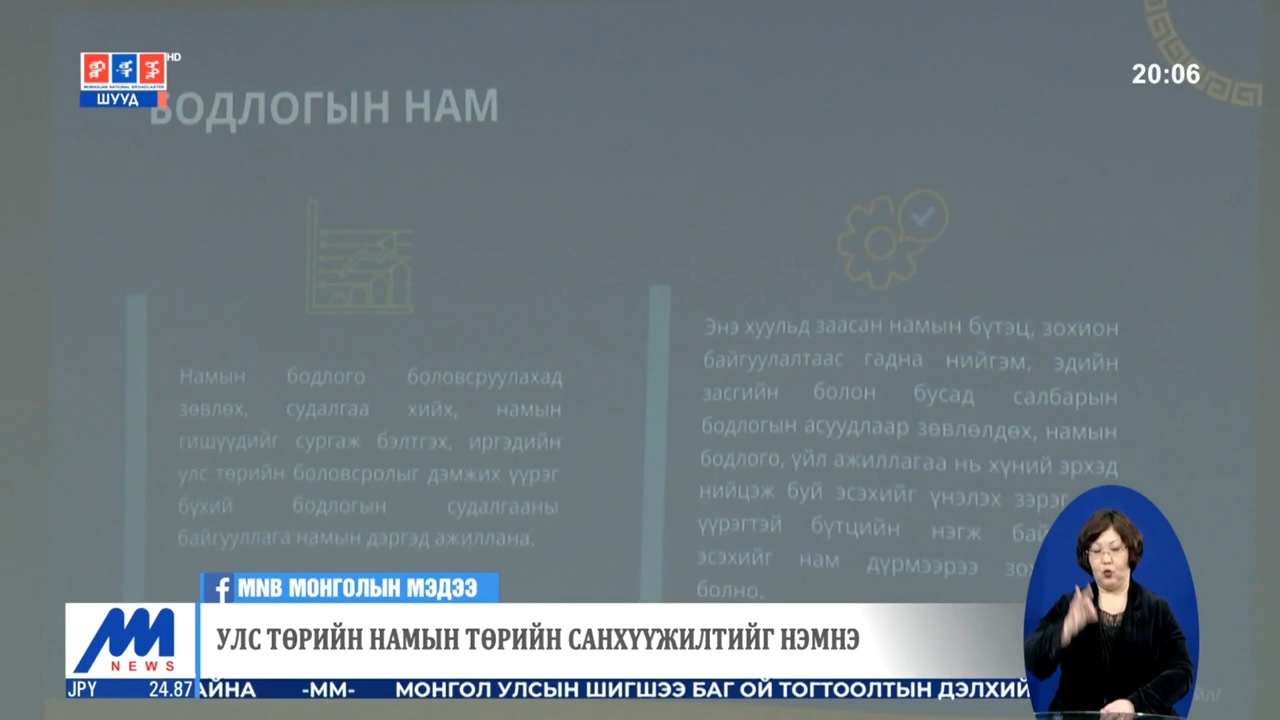 HD
MONGOLIAN NATIONAL BROADCASTER
ШУУД
20:06
БОДЛОГЫН НАМ
Намын бодлого боловсруулахад
зөвлөх, судалгаа хийх, намын
гишүүдийг сургаж бэлтгэх, иргэдийн
улс төрийн боловсролыг дэмжих үүрэг
бүхий бодлогын судалгааны
байгууллага намын дэргэд ажиллана.
Энэ хуульд заасан намын бүтэц, зохион
байгуулалтаас гадна нийгэм, эдийн
засгийн болон бусад салбарын
бодлогын асуудлаар зөвлөлдөх, намын
бодлого, үйл ажиллагаа нь хүний эрхэд
нийцэж буй эсэхийг үнэлэх зэрэг
үүрэгтэй бүтцийн нэгж
эсэхийг нам дүрмээрээ
болно.
MNB МОНГОЛЫН МЭДЭЭ
NEWS
УЛС ТӨРИЙН НАМЫН ТӨРИЙН САНХҮҮЖИЛТИЙГ НЭМНЭ
JPY 24.87 АЙНА -ММ- МОНГОЛ УЛСЫН ШИГШЭЭ БАГ ОЙ ТОГТООЛТЫН ДЭЛХИЙ